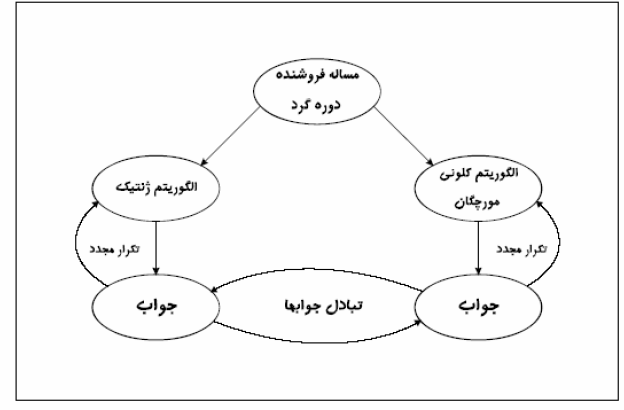 مساله فروشنده
دوره گرد
الگوریتم کلونی
مورچگان
الگوریتم ژنتیک
تکرار مجدد
تکرار مجدد
جواب
تبادل جوابها
جواب